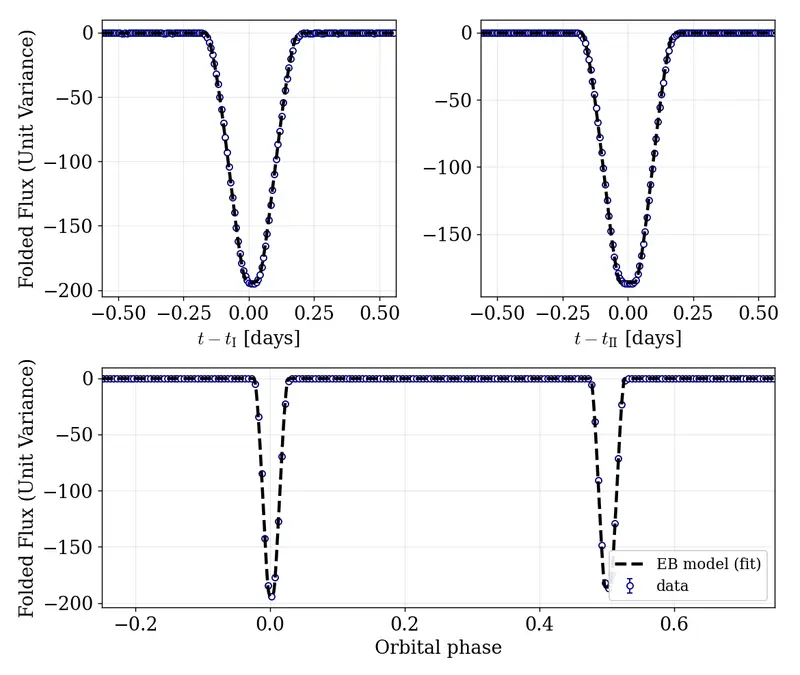 Folded Flux (Unit Variance)
0
−50
−100
−150
−200
−0.50 −0.25 0.00 0.25 0.50
t − tI [days]
0
−50
−100
−150
−0.50 −0.25 0.00 0.25 0.50
t − tII [days]
Folded Flux (Unit Variance)
0
−50
−100
−150
−200
−0.2 0.0 0.2 0.4 0.6
Orbital phase
EB model (fit)
data